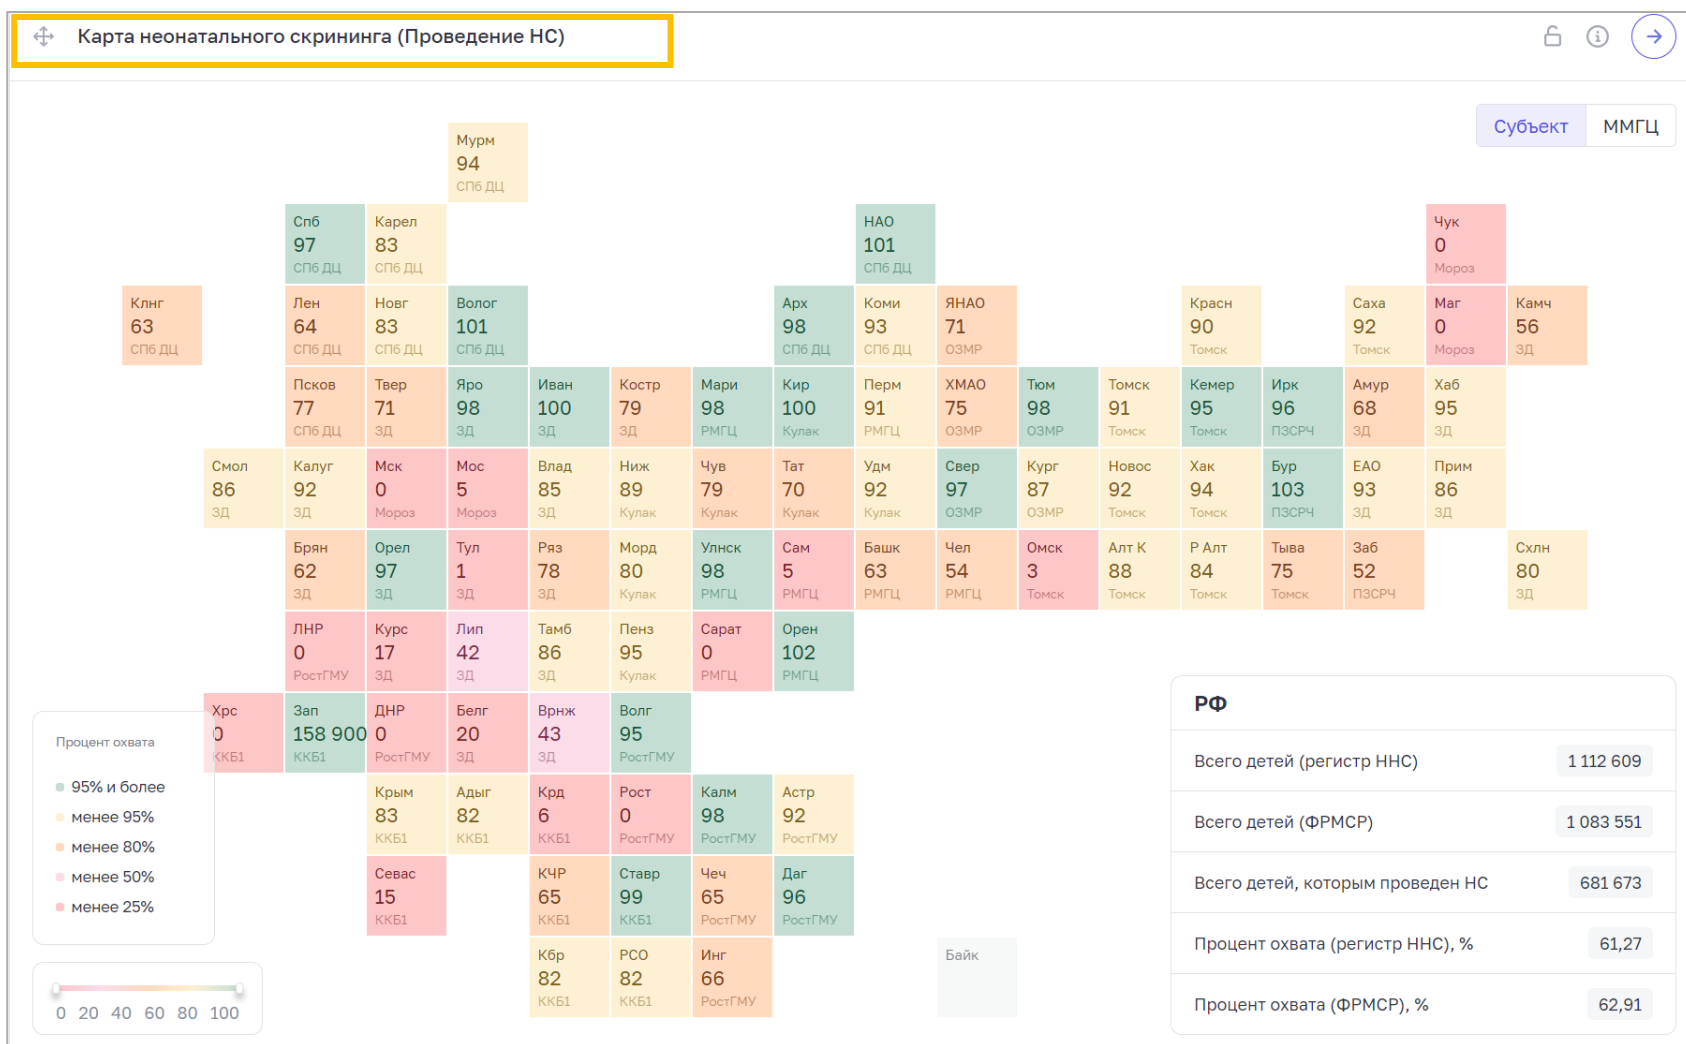 Карта неонатального скрининга (Проведение НС)
Субъект ММГЦ
Мурм
94
СПб ДЦ
Спб Карел НАО Чук
97 83 101 0
СПб ДЦ СПб ДЦ СПб ДЦ Мороз
Клнг Лен Новг Волог Арх Коми ЯНАО Красн Саха Маг Камч
63 64 83 101 98 93 71 90 92 0 56
СПб ДЦ СПб ДЦ СПб ДЦ СПб ДЦ СПб ДЦ СПб ДЦ ОЗМР Томск Томск Мороз ЗД
Псков Твер Яро Иван Костр Мари Кир Перм ХМАО Тюм Томск Кемер Ирк Амур Хаб
77 71 98 100 79 98 100 91 75 98 91 95 96 68 95
СПб ДЦ ЗД ЗД ЗД ЗД РМГЦ Кулак РМГЦ ОЗМР ОЗМР Томск Томск ПЗСРЧ ЗД ЗД
Смол Калуг Мск Мос Влад Ниж Чув Тат Удм Свер Кург Новос Хак Бур ЕАО Прим
86 92 0 5 85 89 79 70 92 97 87 92 94 103 93 86
ЗД ЗД Мороз Мороз ЗД Кулак Кулак Кулак Кулак ОЗМР ОЗМР Томск Томск ПЗСРЧ ЗД ЗД
Брян Орел Тул Ряз Морд Улнск Сам Башк Чел Омск Алт К Р Алт Тыва Заб Схлн
62 97 1 78 80 98 5 63 54 3 88 84 75 52 80
ЗД ЗД ЗД ЗД Кулак РМГЦ РМГЦ РМГЦ РМГЦ Томск Томск Томск Томск ПЗСРЧ ЗД
ЛНР Курс Лип Тамб Пенз Сарат Орен
0 17 42 86 95 0 102
РостГМУ ЗД ЗД ЗД Кулак РМГЦ РМГЦ
Хрс Зап ДНР Белг Врнж Волг
0 158 900 0 20 43 95
ККБ1 ККБ1 РостГМУ ЗД ЗД РостГМУ
Крым Адыг Крд Рост Калм Астр
83 82 6 0 98 92
ККБ1 ККБ1 ККБ1 РостГМУ РостГМУ РостГМУ
Севас КЧР Ставр Чеч Даг
15 65 99 65 96
ККБ1 ККБ1 ККБ1 РостГМУ РостГМУ
Кбр РСО Инг Байк
82 82 66
ККБ1 ККБ1 РостГМУ
Процент охвата
95% и более
менее 95%
менее 80%
менее 50%
менее 25%
0 20 40 60 80 100
РФ
Всего детей (регистр ННС) 1 112 609
Всего детей (ФРМСР) 1 083 551
Всего детей, которым проведен НС 681 673
Процент охвата (регистр ННС), % 61,27
Процент охвата (ФРМСР), % 62,91